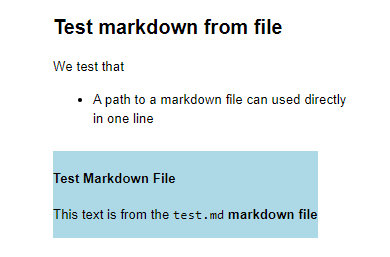 Test markdown from file
We test that
• A path to a markdown file can used directly
in one line
Test Markdown File
This text is from the test.md markdown file